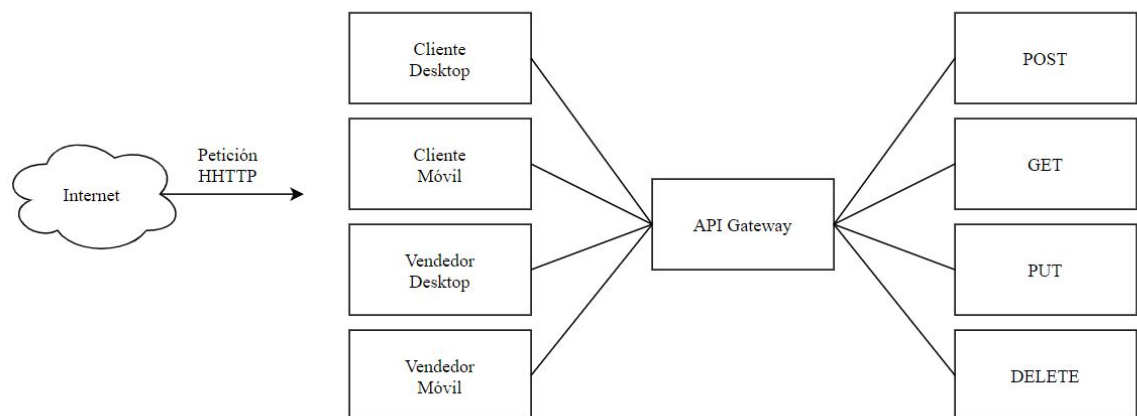 Internet
Petición
HHTTP
Cliente
Desktop
Cliente
Móvil
Vendedor
Desktop
Vendedor
Móvil
API Gateway
POST
GET
PUT
DELETE